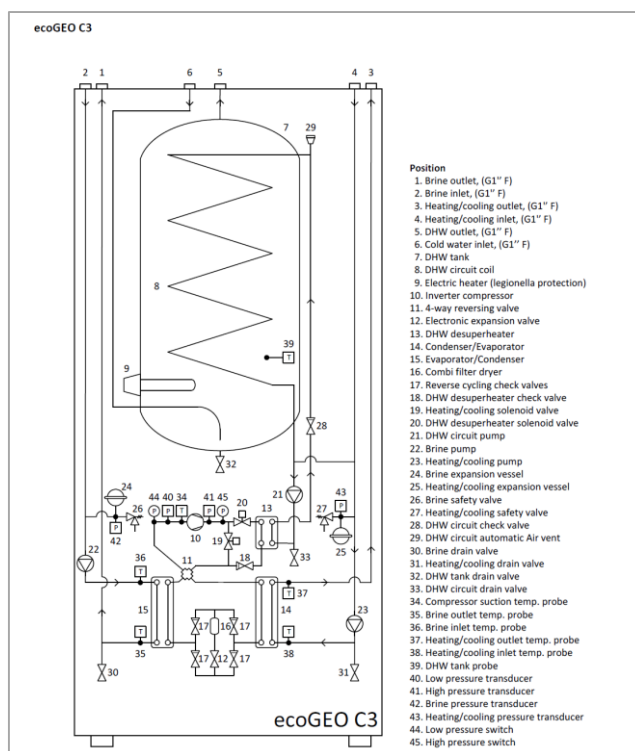 ecoGEO C3
2 1 6 5 4 3
7 29
8
39
T
9
28
32
24
44 40 34 41 45 20 13 21 27 43
P P T P P P
26
42
P
10
19
25
33
22 36 11 18 37 23
T T
15 14
17 16 17
35 T 17 12 17 T 38
30 31
ecoGEO C3
Position
1. Brine outlet, (G1’’ F)
2. Brine inlet, (G1’’ F)
3. Heating/cooling outlet, (G1’’ F)
4. Heating/cooling inlet, (G1’’ F)
5. DHW outlet, (G1’’ F)
6. Cold water inlet, (G1’’ F)
7. DHW tank
8. DHW circuit coil
9. Electric heater (legionella protection)
10. Inverter compressor
11. 4-way reversing valve
12. Electronic expansion valve
13. DHW desuperheater
14. Condenser/Evaporator
15. Evaporator/Condenser
16. Combi filter dryer
17. Reverse cycling check valves
18. DHW desuperheater check valve
19. Heating/cooling solenoid valve
20. DHW desuperheater solenoid valve
21. DHW circuit pump
22. Brine pump
23. Heating/cooling pump
24. Brine expansion vessel
25. Heating/cooling expansion vessel
26. Brine safety valve
27. Heating/cooling safety valve
28. DHW circuit check valve
29. DHW circuit automatic Air vent
30. Brine drain valve
31. Heating/cooling drain valve
32. DHW tank drain valve
33. DHW circuit drain valve
34. Compressor suction temp. probe
35. Brine outlet temp. probe
36. Brine inlet temp. probe
37. Heating/cooling outlet temp. probe
38. Heating/cooling inlet temp. probe
39. DHW tank probe
40. Low pressure transducer
41. High pressure transducer
42. Brine pressure transducer
43. Heating/cooling pressure transducer
44. Low pressure switch
45. High pressure switch